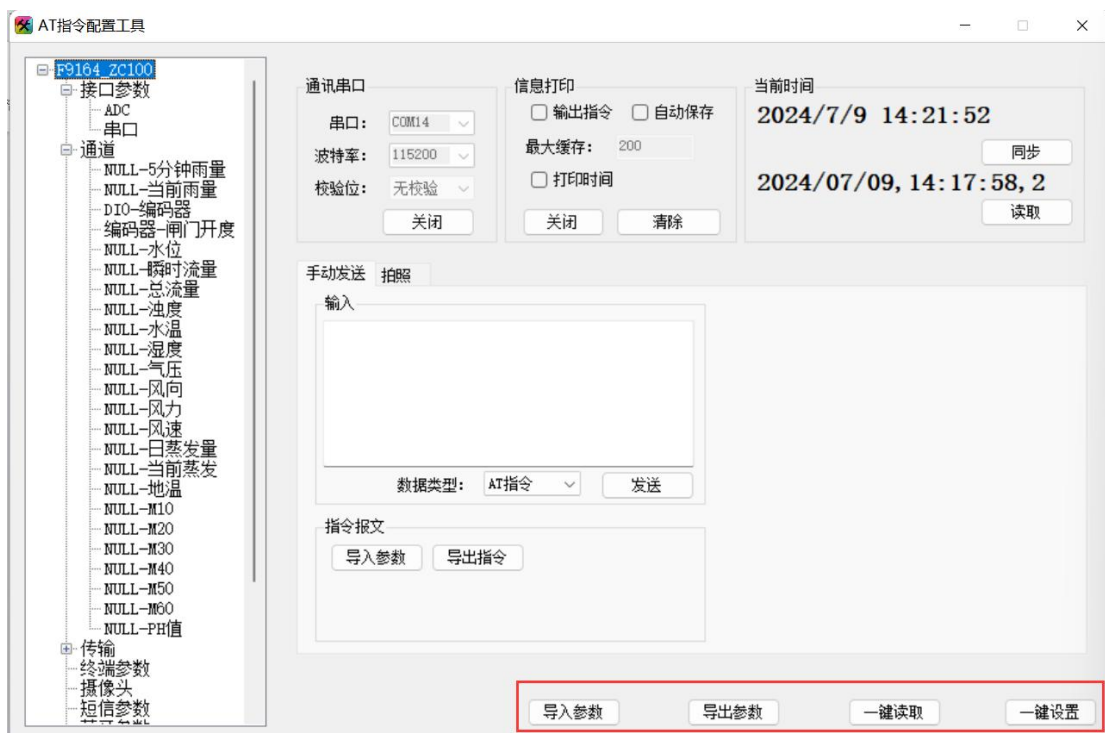 AT指令配置工具
F9164_ZC100
接口参数
ADC
串口
通道
NULL-5分钟雨量
NULL-当前雨量
DIO-编码器
编码器-闸门开度
NULL-水位
NULL-瞬时流量
NULL-总流量
NULL-浊度
NULL-水温
NULL-湿度
NULL-气压
NULL-风向
NULL-风力
NULL-风速
NULL-日蒸发量
NULL-当前蒸发
NULL-地温
NULL-M10
NULL-M20
NULL-M30
NULL-M40
NULL-M50
NULL-M60
NULL-PH值
传输
终端参数
摄像头
短信参数
通讯串口
串口： COM14
波特率： 115200
校验位： 无校验
关闭
信息打印
输出指令 自动保存
最大缓存： 200
打印时间
关闭 清除
当前时间
2024/7/9 14:21:52
同步
2024/07/09,14:17:58,2
读取
手动发送 拍照
输入
数据类型： AT指令 发送
指令报文
导入参数 导出指令
导入参数 导出参数 一键读取 一键设置